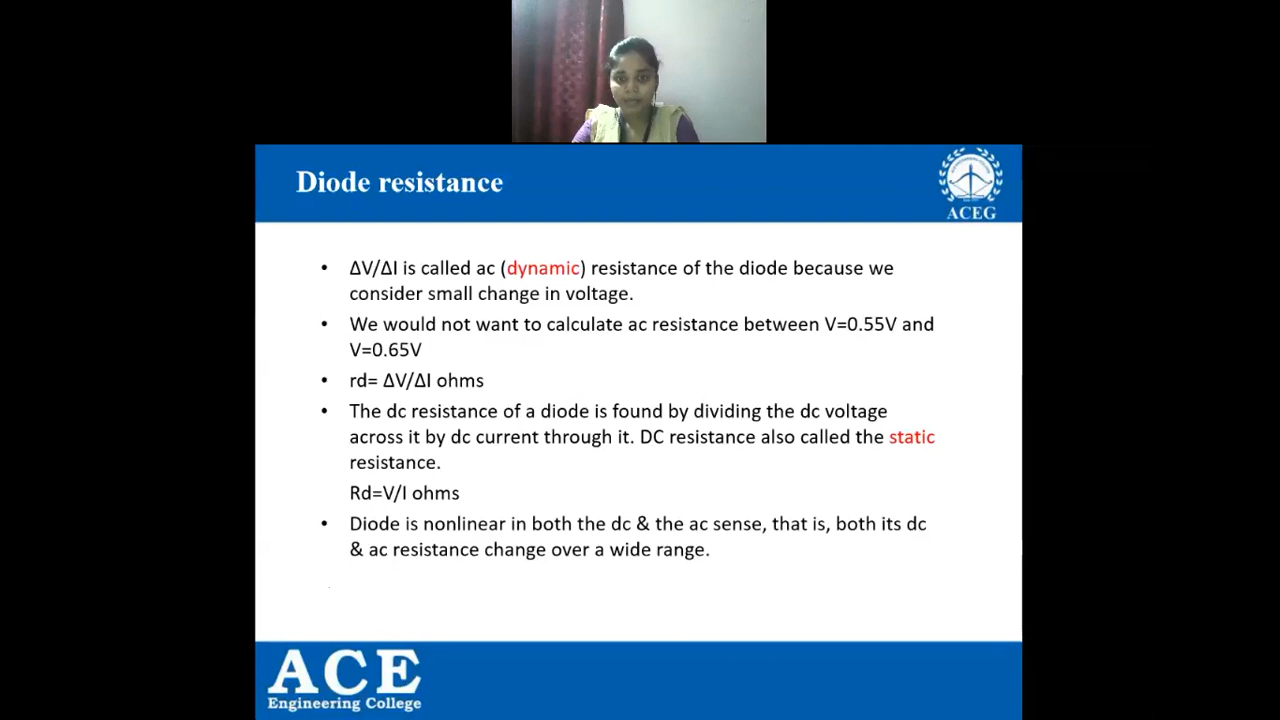 Diode resistance
ACEG
• ΔV/ΔI is called ac (dynamic) resistance of the diode because we
consider small change in voltage.
• We would not want to calculate ac resistance between V=0.55V and
V=0.65V
• rd= ΔV/ΔI ohms
• The dc resistance of a diode is found by dividing the dc voltage
across it by dc current through it. DC resistance also called the static
resistance.
Rd=V/I ohms
• Diode is nonlinear in both the dc & the ac sense, that is, both its dc
& ac resistance change over a wide range.
ACE
Engineering College